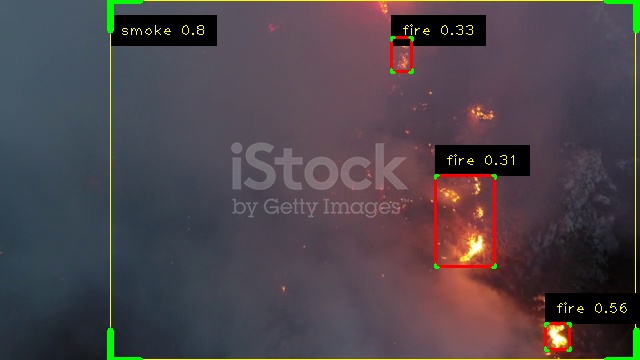 smoke 0.8
fire 0.33
iStock
by Getty Images
fire 0.31
fire 0.56